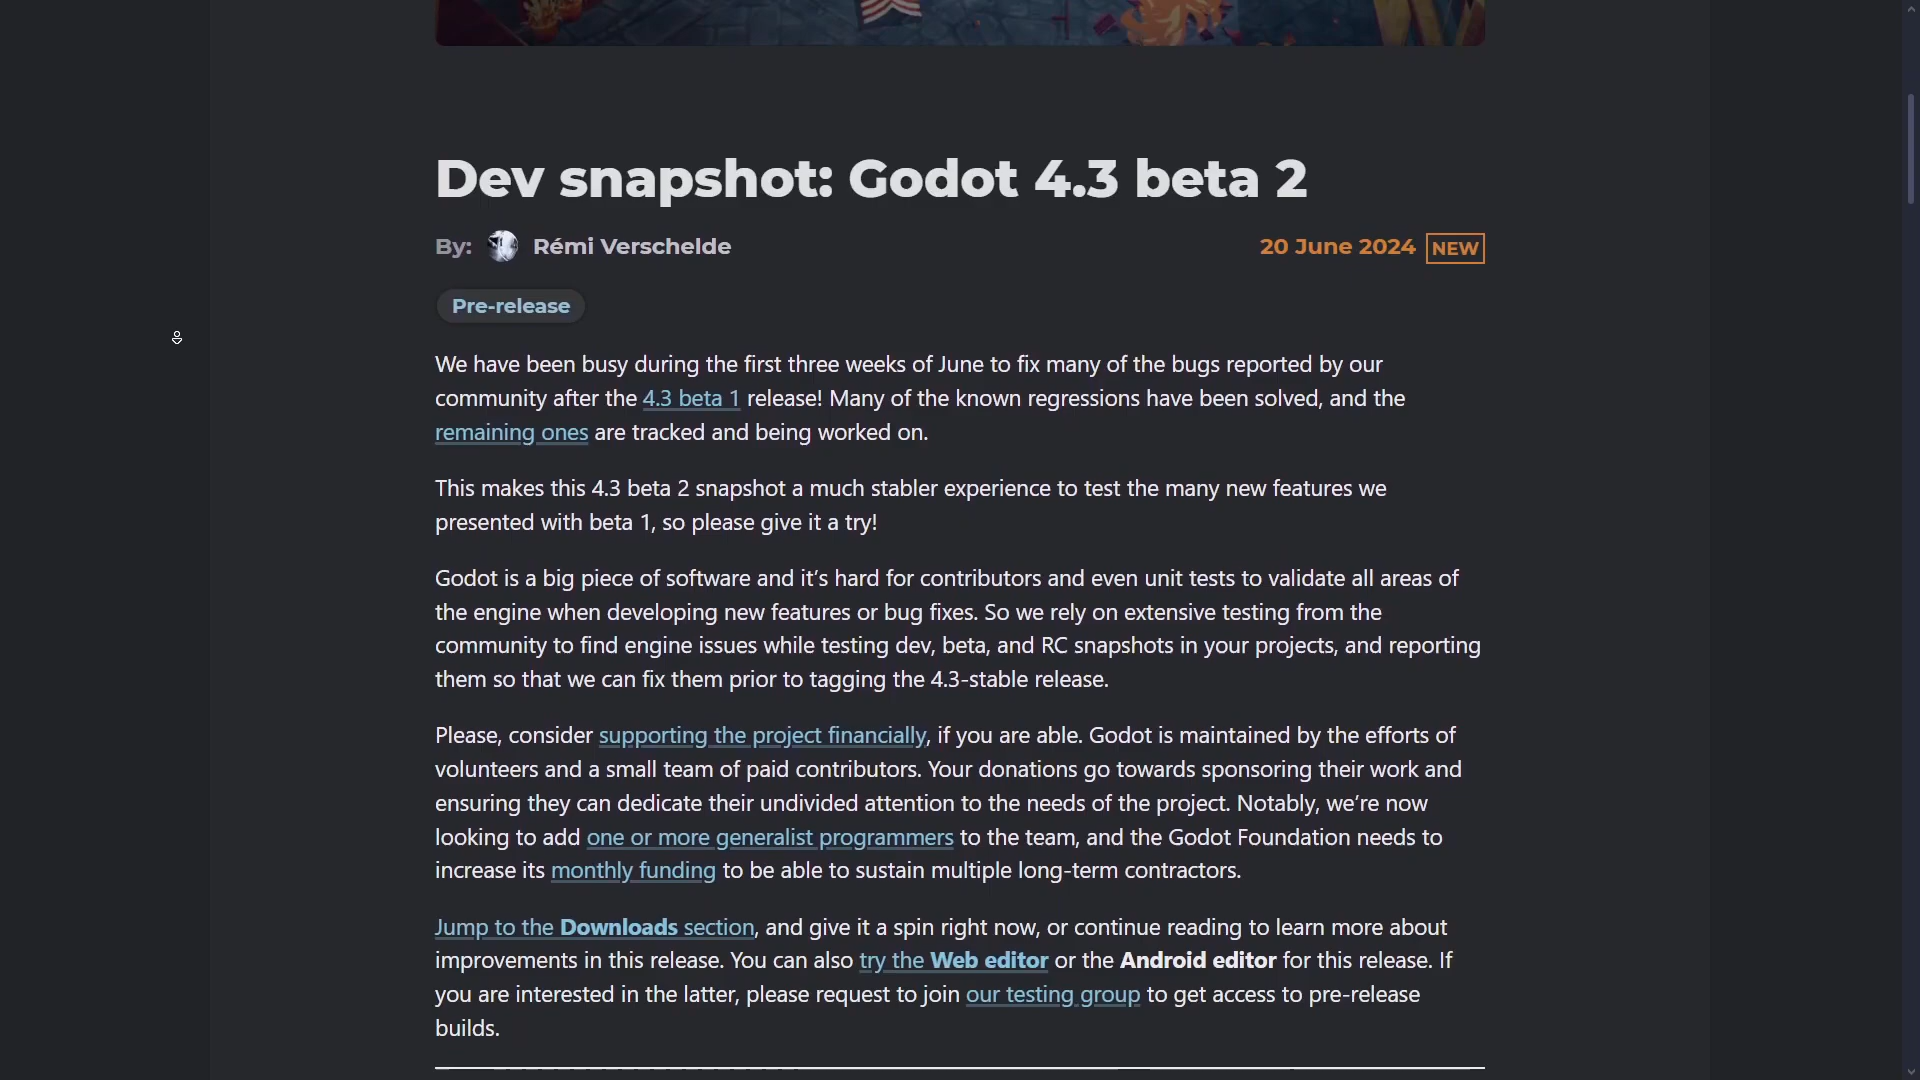 Dev snapshot: Godot 4.3 beta 2
By: Rémi Verschelde
20 June 2024 NEW
Pre-release
We have been busy during the first three weeks of June to fix many of the bugs reported by our
community after the 4.3 beta 1 release! Many of the known regressions have been solved, and the
remaining ones are tracked and being worked on.
This makes this 4.3 beta 2 snapshot a much stabler experience to test the many new features we
presented with beta 1, so please give it a try!
Godot is a big piece of software and it’s hard for contributors and even unit tests to validate all areas of
the engine when developing new features or bug fixes. So we rely on extensive testing from the
community to find engine issues while testing dev, beta, and RC snapshots in your projects, and reporting
them so that we can fix them prior to tagging the 4.3-stable release.
Please, consider supporting the project financially, if you are able. Godot is maintained by the efforts of
volunteers and a small team of paid contributors. Your donations go towards sponsoring their work and
ensuring they can dedicate their undivided attention to the needs of the project. Notably, we’re now
looking to add one or more generalist programmers to the team, and the Godot Foundation needs to
increase its monthly funding to be able to sustain multiple long-term contractors.
Jump to the Downloads section, and give it a spin right now, or continue reading to learn more about
improvements in this release. You can also try the Web editor or the Android editor for this release. If
you are interested in the latter, please request to join our testing group to get access to pre-release
builds.